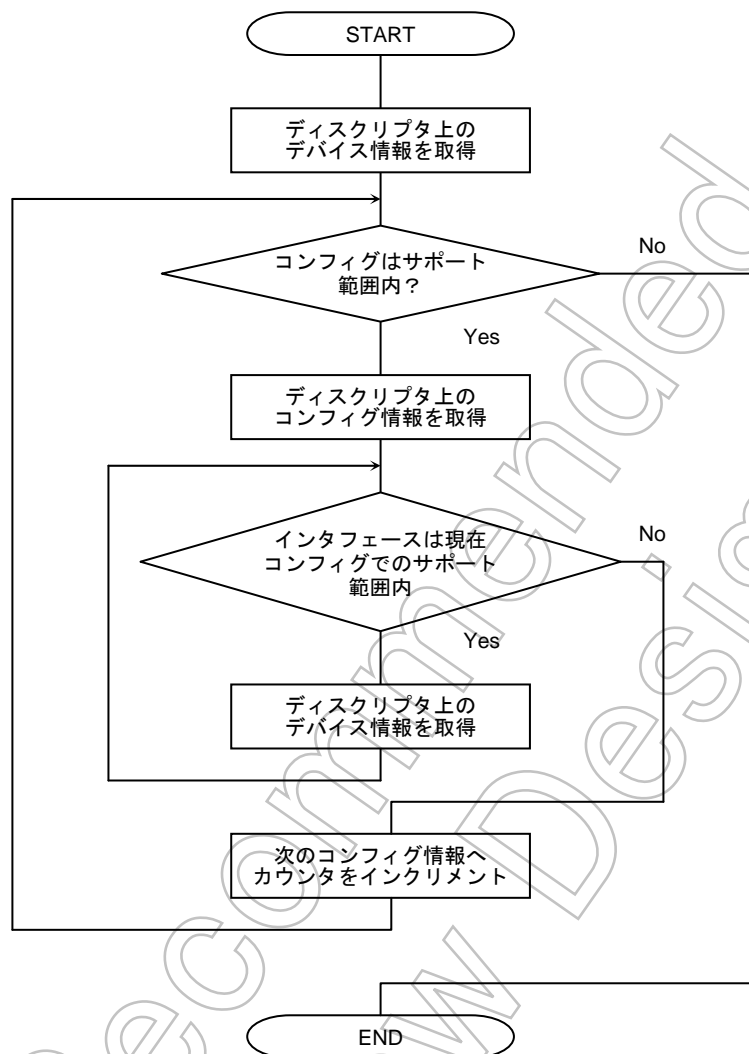 START
ディスクリプタ上の
デバイス情報を取得
コンフィグはサポート
範囲内？
No
Yes
ディスクリプタ上の
コンフィグ情報を取得
インタフェースは現在
コンフィグでのサポート
範囲内
No
Yes
ディスクリプタ上の
デバイス情報を取得
次のコンフィグ情報へ
カウンタをインクリメント
END
ecommended
w Desig